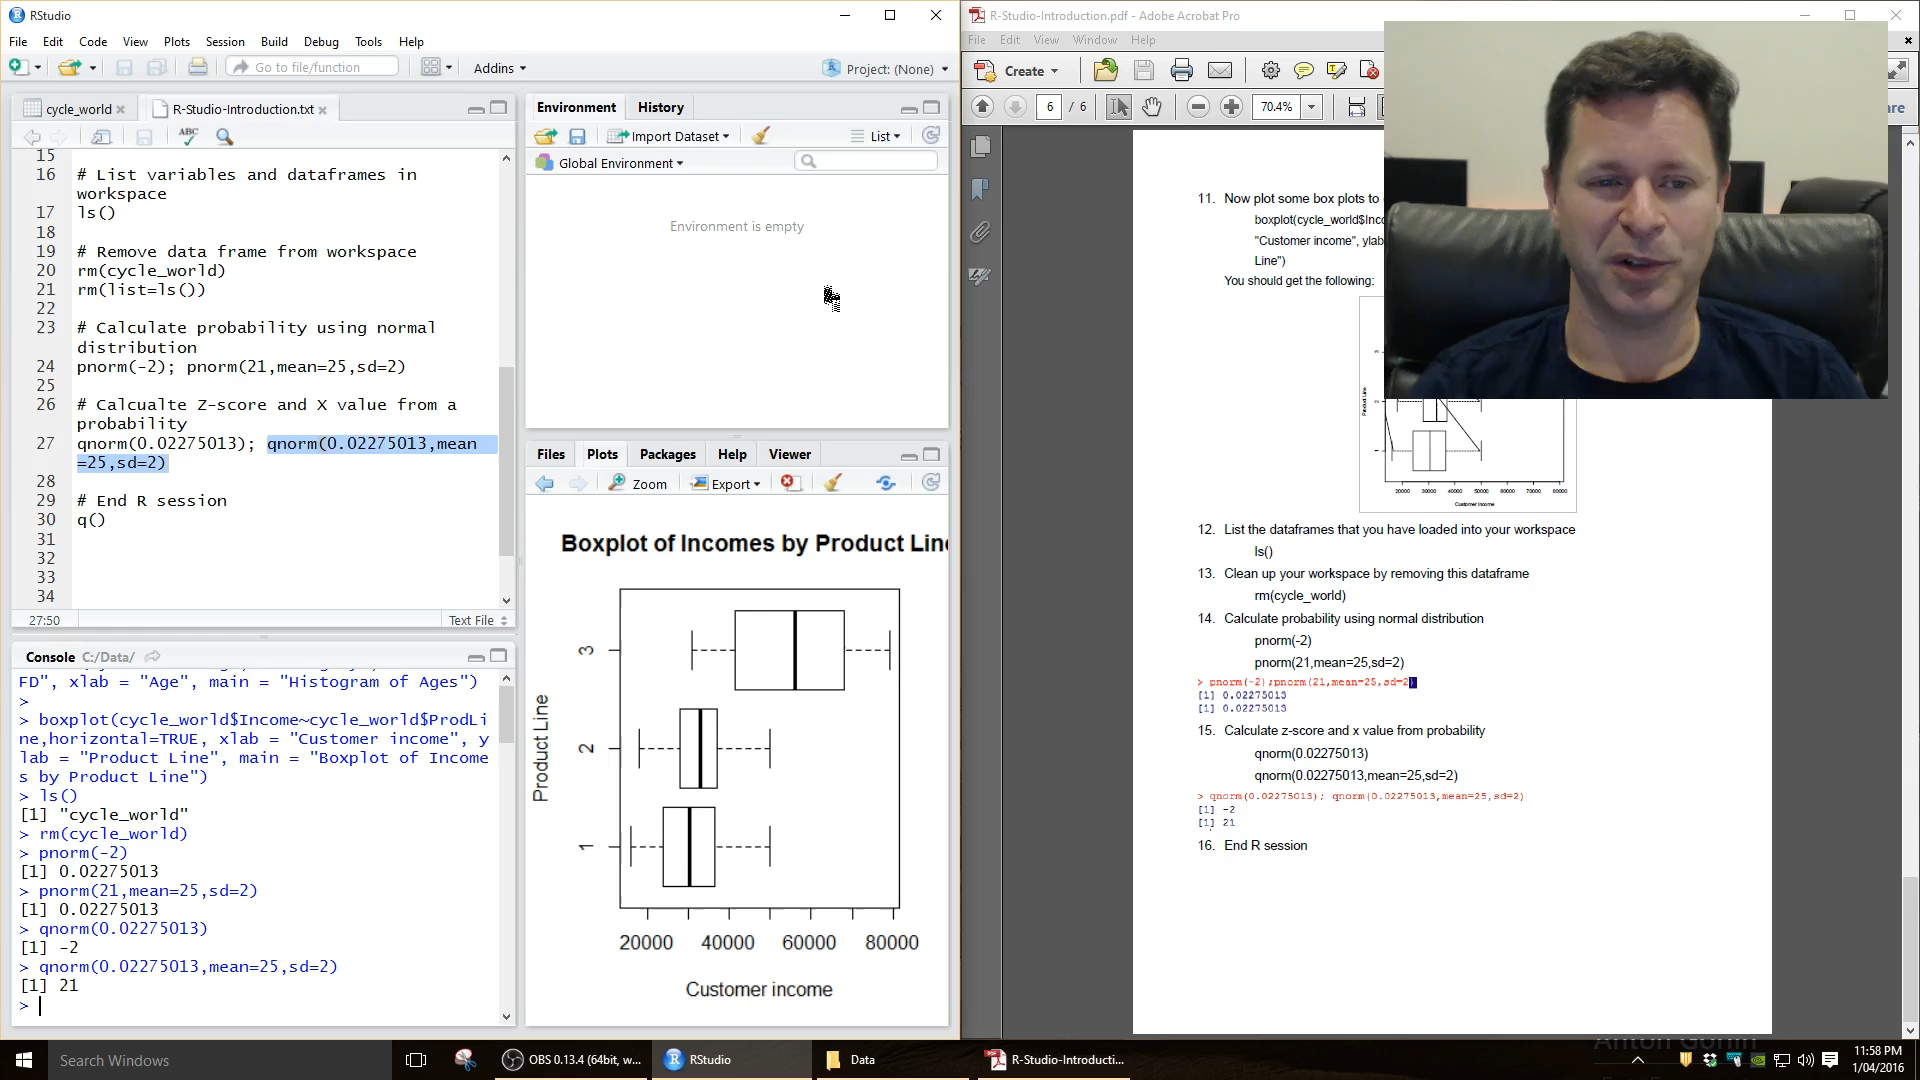 RStudio
File Edit Code View Plots Session Build Debug Tools Help
Go to file/function
Addins
Project: (None)
cycle_world
R-Studio-Introduction.txt
ABC
15
16 # List variables and dataframes in
workspace
17 ls()
18
19 # Remove data frame from workspace
20 rm(cycle_world)
21 rm(list=ls())
22
23 # Calculate probability using normal
distribution
24 pnorm(-2); pnorm(21,mean=25,sd=2)
25
26 # Calcualte Z-score and X value from a
probability
27 qnorm(0.02275013); qnorm(0.02275013,mean
=25,sd=2)
28
29 # End R session
30 q()
31
32
33
34
27:50
Text File
Console C:/Data/
FD", xlab = "Age", main = "Histogram of Ages")
>
> boxplot(cycle_world$Income~cycle_world$ProdLi
ne,horizontal=TRUE, xlab = "Customer income", y
lab = "Product Line", main = "Boxplot of Income
s by Product Line")
> ls()
[1] "cycle_world"
> rm(cycle_world)
> pnorm(-2)
[1] 0.02275013
> pnorm(21,mean=25,sd=2)
[1] 0.02275013
> qnorm(0.02275013)
[1] -2
> qnorm(0.02275013,mean=25,sd=2)
[1] 21
>
Environment History
Import Dataset
List
Global Environment
Environment is empty
Files Plots Packages Help Viewer
Zoom
Export
Boxplot of Incomes by Product Line
Product Line
3
2
1
20000 40000 60000 80000
Customer income
R-Studio-Introduction.pdf - Adobe Acrobat Pro
File Edit View Window Help
Create
6 / 6
70.4%
11. Now plot some box plots to
boxplot(cycle_world$Inc
"Customer income", ylab
Line")
You should get the following:
Product Line
3
2
1
20000 30000 40000 50000 60000 70000 80000
Customer income
12. List the dataframes that you have loaded into your workspace
ls()
13. Clean up your workspace by removing this dataframe
rm(cycle_world)
14. Calculate probability using normal distribution
pnorm(-2)
pnorm(21,mean=25,sd=2)
> pnorm(-2);pnorm(21,mean=25,sd=2)
[1] 0.02275013
[1] 0.02275013
15. Calculate z-score and x value from probability
qnorm(0.02275013)
qnorm(0.02275013,mean=25,sd=2)
> qnorm(0.02275013); qnorm(0.02275013,mean=25,sd=2)
[1] -2
[1] 21
16. End R session
Search Windows
OBS 0.13.4 (64bit, w...
RStudio
Data
R-Studio-Introducti...
11:58 PM
1/04/2016